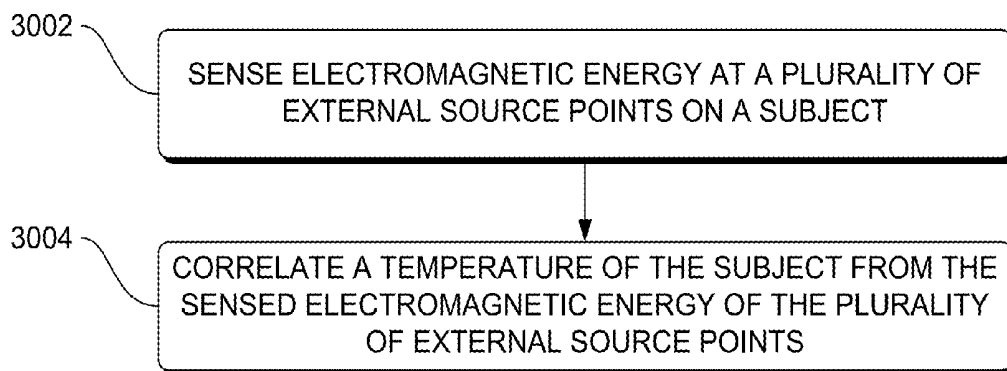 3002
SENSE ELECTROMAGNETIC ENERGY AT A PLURALITY OF
EXTERNAL SOURCE POINTS ON A SUBJECT
3004
CORRELATE A TEMPERATURE OF THE SUBJECT FROM THE
SENSED ELECTROMAGNETIC ENERGY OF THE PLURALITY
OF EXTERNAL SOURCE POINTS